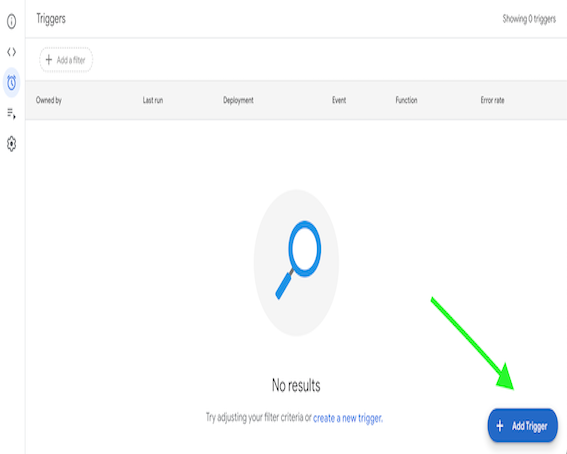 Triggers
Showing 0 triggers
+ Add a filter
Owned by Last run Deployment Event Function Error rate
No results
Try adjusting your filter criteria or create a new trigger.
+ Add Trigger